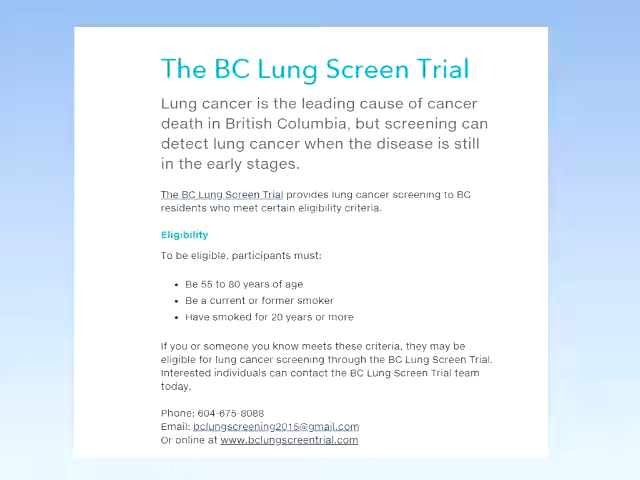 The BC Lung Screen Trial
Lung cancer is the leading cause of cancer
death in British Columbia, but screening can
detect lung cancer when the disease is still
in the early stages.
The BC Lung Screen Trial provides lung cancer screening to BC
residents who meet certain eligibility criteria.
Eligibility
To be eligible, participants must:
• Be 55 to 80 years of age
• Be a current or former smoker
• Have smoked for 20 years or more
If you or someone you know meets these criteria, they may be
eligible for lung cancer screening through the BC Lung Screen Trial.
Interested individuals can contact the BC Lung Screen Trial team
today.
Phone: 604-675-8088
Email: bclungscreening2015@gmail.com
Or online at www.bclungscreentrial.com